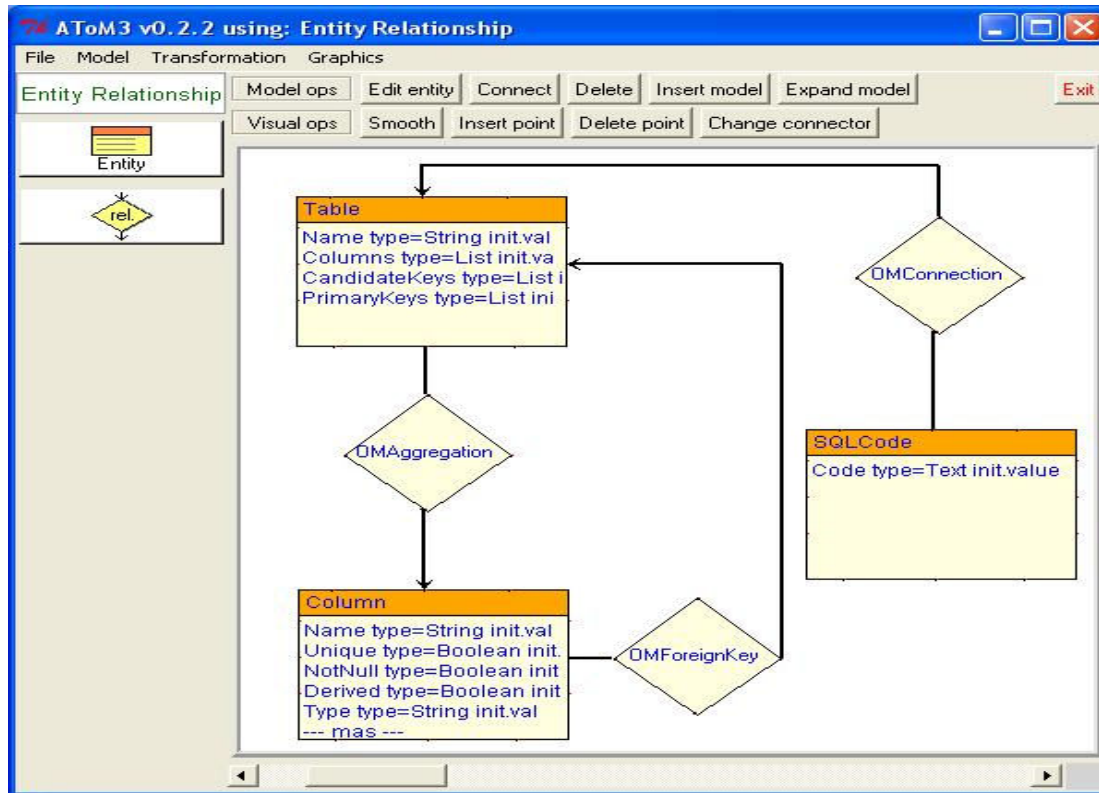 AToM3 v0.2.2 using: Entity Relationship
File Model Transformation Graphics
Entity Relationship
Model ops Edit entity Connect Delete Insert model Expand model Exit
Visual ops Smooth Insert point Delete point Change connector
Entity
rel.
Table
Name type=String init.val
Columns type=List init.va
CandidateKeys type=List i
PrimaryKeys type=List ini
OMConnection
OMAggregation
SQLCode
Code type=Text init.value
Column
Name type=String init.val
Unique type=Boolean init.
NotNull type=Boolean init
Derived type=Boolean init
Type type=String init.val
--- mas ---
OMForeignKey